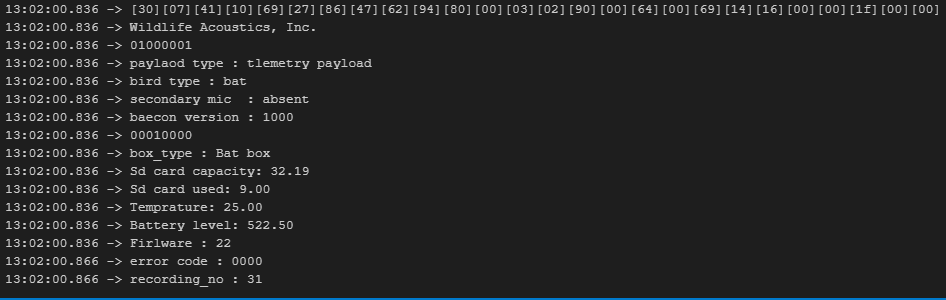 13:02:00.836 -> [30][07][41][10][69][27][86][47][62][94][80][00][03][02][90][00][64][00][69][14][16][00][00][1f][00][00]
13:02:00.836 -> Wildlife Acoustics, Inc.
13:02:00.836 -> 01000001
13:02:00.836 -> paylaod type : tlemetry payload
13:02:00.836 -> bird type : bat
13:02:00.836 -> secondary mic  : absent
13:02:00.836 -> baecon version : 1000
13:02:00.836 -> 00010000
13:02:00.836 -> box_type : Bat box
13:02:00.836 -> Sd card capacity: 32.19
13:02:00.836 -> Sd card used: 9.00
13:02:00.836 -> Temprature: 25.00
13:02:00.836 -> Battery level: 522.50
13:02:00.836 -> Firlware : 22
13:02:00.866 -> error code : 0000
13:02:00.866 -> recording_no : 31